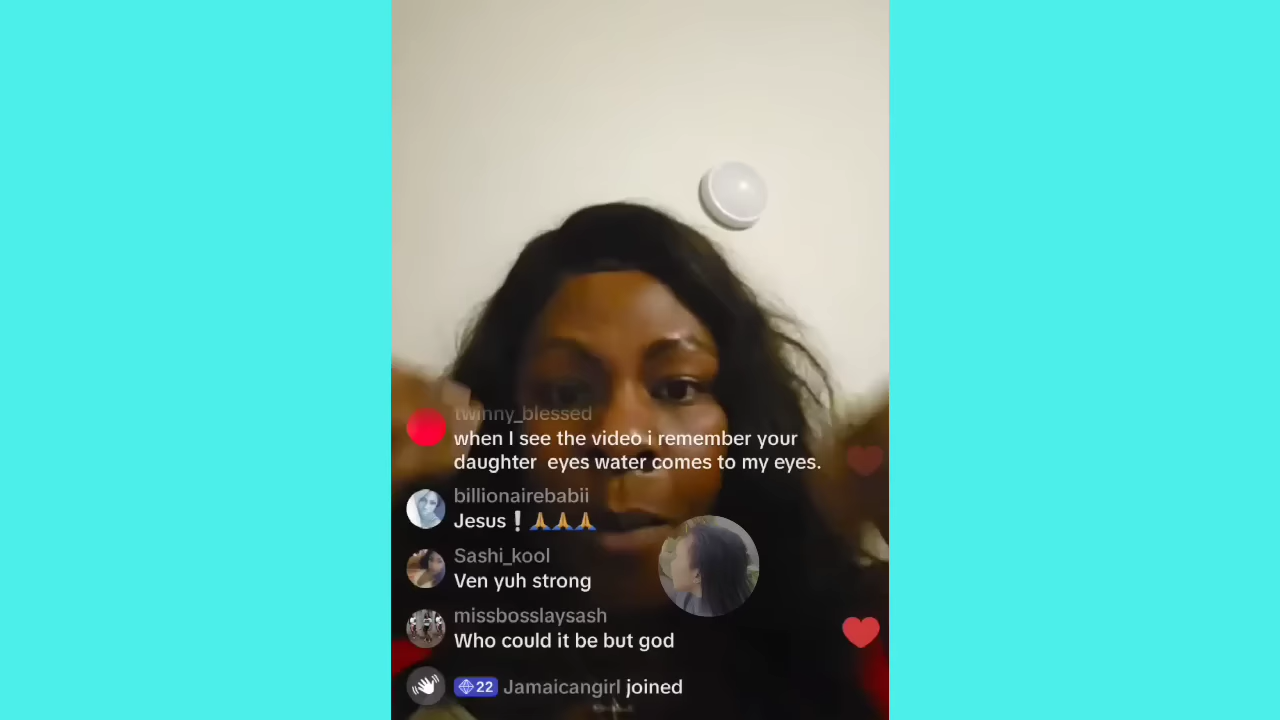 twinny_blessed
when I see the video i remember your
daughter eyes water comes to my eyes.
billionairebabii
Jesus❗🙏🙏🙏
Sashi_kool
Ven yuh strong
missbosslaysash
Who could it be but god
22 Jamaicangirl joined